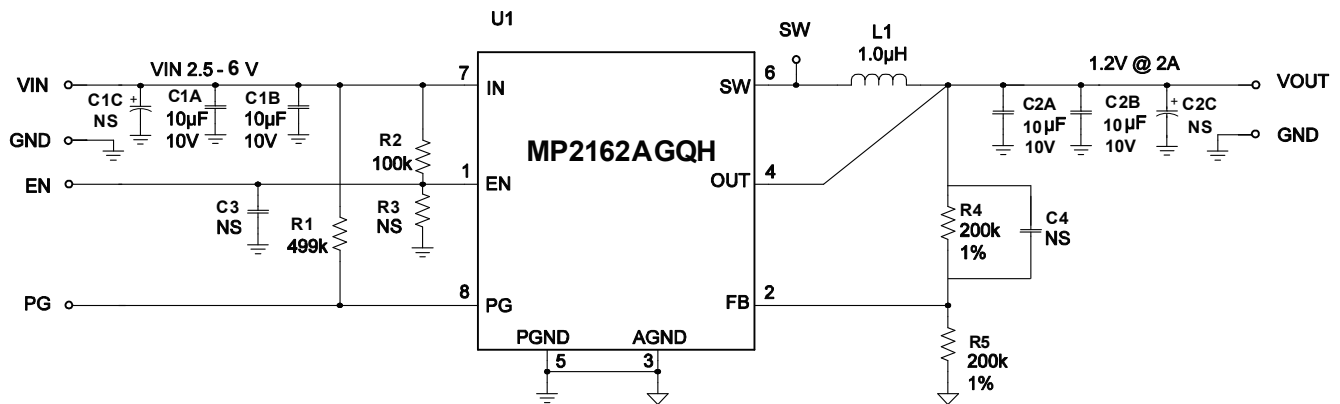 U1
SW
L1
1.0µH
VIN
VIN 2.5 - 6 V
7
IN
SW
6
1.2V @ 2A
VOUT
C1C
NS
+
C1A
10µF
10V
C1B
10µF
10V
C2A
10µF
10V
C2B
10µF
10V
+
C2C
NS
GND
GND
R2
100k
MP2162AGQH
EN
1
EN
OUT
4
C3
NS
R1
499k
R3
NS
R4
200k
1%
C4
NS
PG
8
PG
FB
2
PGND
AGND
5
3
R5
200k
1%